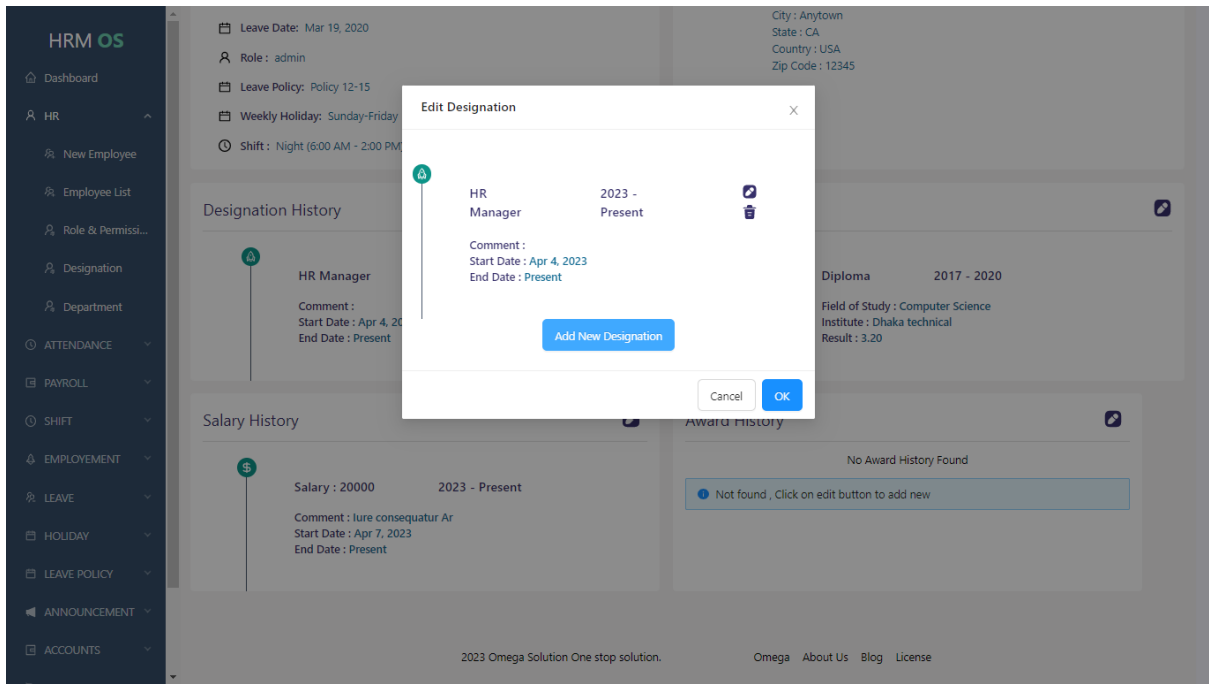 HRM OS
Dashboard
HR
New Employee
Employee List
Role & Permissi...
Designation
Department
ATTENDANCE
PAYROLL
SHIFT
EMPLOYEMENT
LEAVE
HOLIDAY
LEAVE POLICY
ANNOUNCEMENT
ACCOUNTS
Leave Date: Mar 19, 2020
Role : admin
Leave Policy: Policy 12-15
Weekly Holiday: Sunday-Friday
Shift : Night (6:00 AM - 2:00 PM)
City : Anytown
State : CA
Country : USA
Zip Code : 12345
Edit Designation
HR Manager
2023 - Present
Comment :
Start Date : Apr 4, 2023
End Date : Present
Add New Designation
Cancel
OK
Designation History
HR Manager
Comment :
Start Date : Apr 4, 20
End Date : Present
Diploma
2017 - 2020
Field of Study : Computer Science
Institute : Dhaka technical
Result : 3.20
Salary History
Salary : 20000
2023 - Present
Comment : Iure consequatur Ar
Start Date : Apr 7, 2023
End Date : Present
Award History
No Award History Found
Not found , Click on edit button to add new
2023 Omega Solution One stop solution.
Omega About Us Blog License